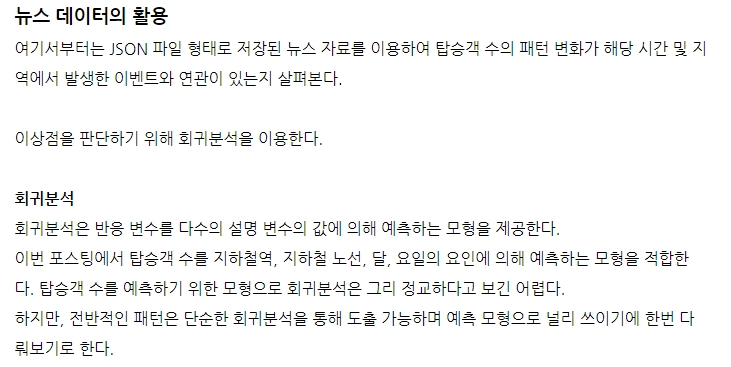 뉴스 데이터의 활용
여기서부터는 JSON 파일 형태로 저장된 뉴스 자료를 이용하여 탑승객 수의 패턴 변화가 해당 시간 및 지
역에서 발생한 이벤트와 연관이 있는지 살펴본다.
이상점을 판단하기 위해 회귀분석을 이용한다.
회귀분석
회귀분석은 반응 변수를 다수의 설명 변수의 값에 의해 예측하는 모형을 제공한다.
이번 포스팅에서 탑승객 수를 지하철역, 지하철 노선, 달, 요일의 요인에 의해 예측하는 모형을 적합한
다. 탑승객 수를 예측하기 위한 모형으로 회귀분석은 그리 정교하다고 보긴 어렵다.
하지만, 전반적인 패턴은 단순한 회귀분석을 통해 도출 가능하며 예측 모형으로 널리 쓰이기에 한번 다
뤄보기로 한다.